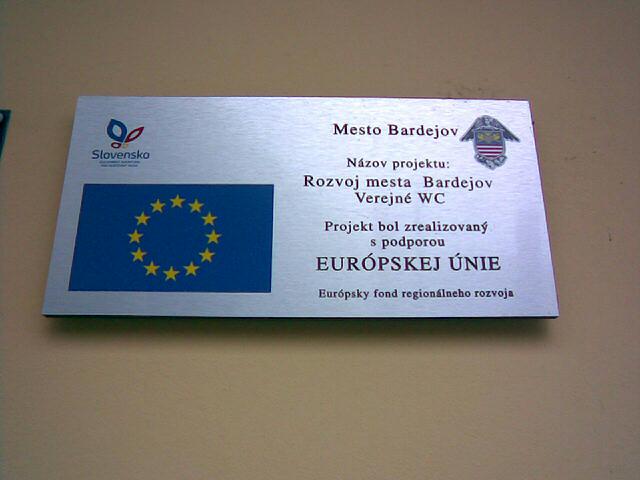 Slovensko
Mesto Bardejov
Názov projektu:
Rozvoj mesta Bardejov
Verejné WC
Projekt bol zrealizovaný
s podporou
EURÓPSKEJ ÚNIE
Európsky fond regionálneho rozvoja